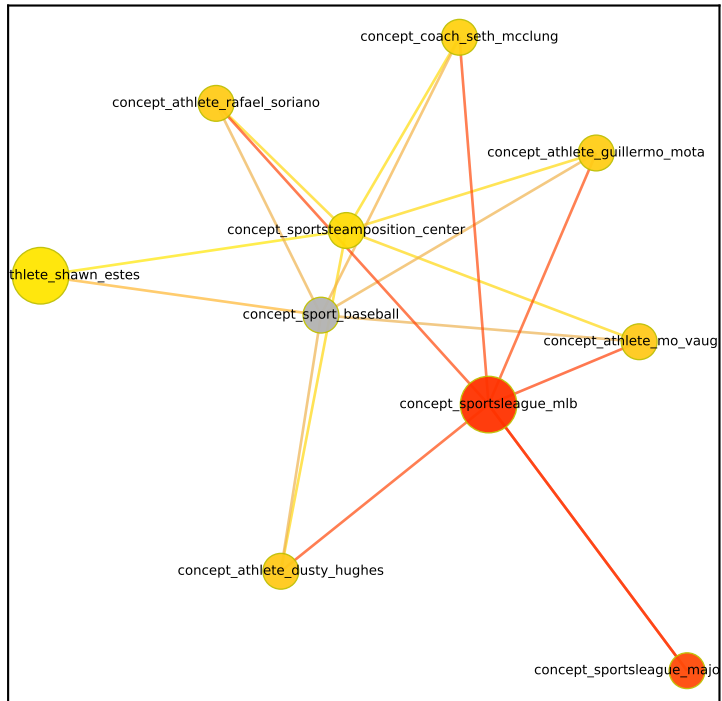 concept_coach_seth_mcclung
concept_athlete_rafael_soriano
concept_athlete_guillermo_mota
concept_sportsteamposition_center
thlete_shawn_estes
concept_sport_baseball
concept_athlete_mo_vaug
concept_sportsleague_mlb
concept_athlete_dusty_hughes
concept_sportsleague_majo